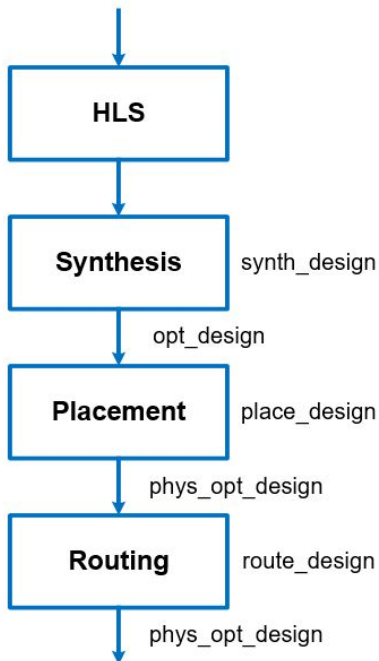 HLS
Synthesis
synth_design
opt_design
Placement
place_design
phys_opt_design
Routing
route_design
phys_opt_design